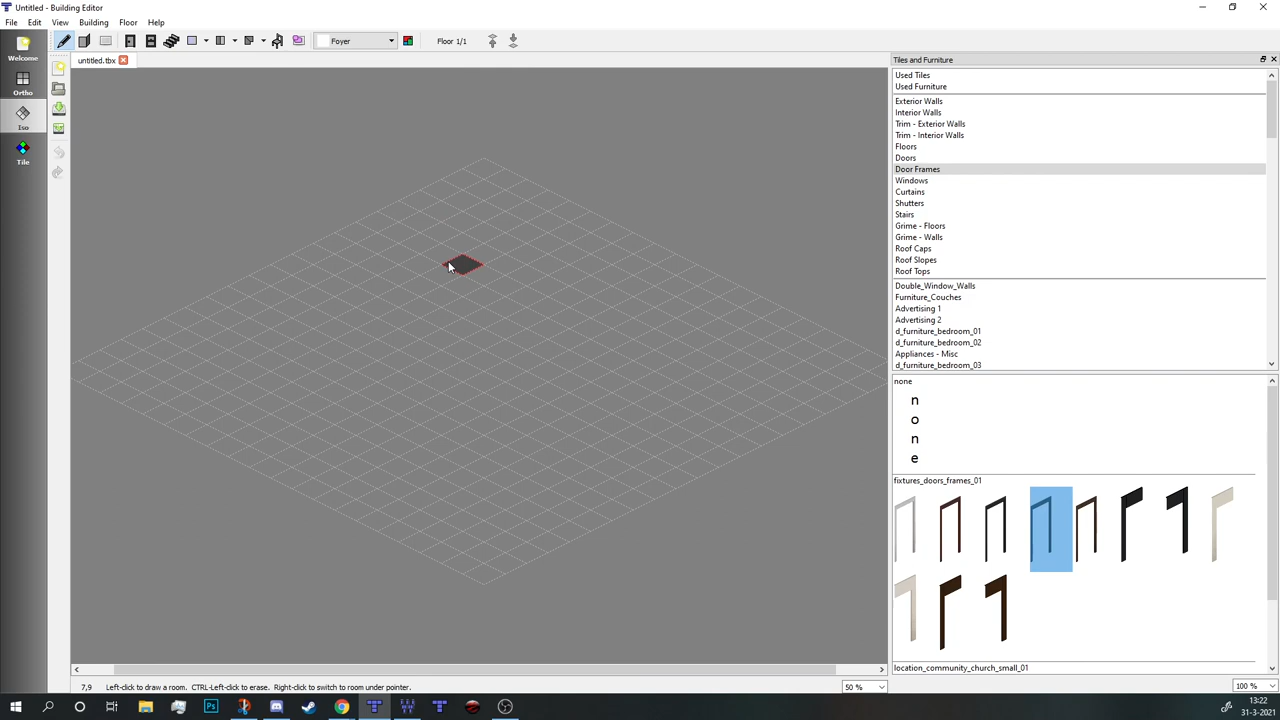 Untitled - Building Editor
File Edit View Building Floor Help
Foyer
Floor 1/1
Welcome
Ortho
Iso
Tile
untitled.tbx
Tiles and Furniture
Used Tiles
Used Furniture
Exterior Walls
Interior Walls
Trim - Exterior Walls
Trim - Interior Walls
Floors
Doors
Door Frames
Windows
Curtains
Shutters
Stairs
Grime - Floors
Grime - Walls
Roof Caps
Roof Slopes
Roof Tops
Double_Window_Walls
Furniture_Couches
Advertising 1
Advertising 2
d_furniture_bedroom_01
d_furniture_bedroom_02
Appliances - Misc
d_furniture_bedroom_03
none
n
o
n
e
fixtures_doors_frames_01
location_community_church_small_01
7,9 Left-click to draw a room. CTRL-Left-click to erase. Right-click to switch to room under pointer.
50 %
100 %
13:22
31-3-2021